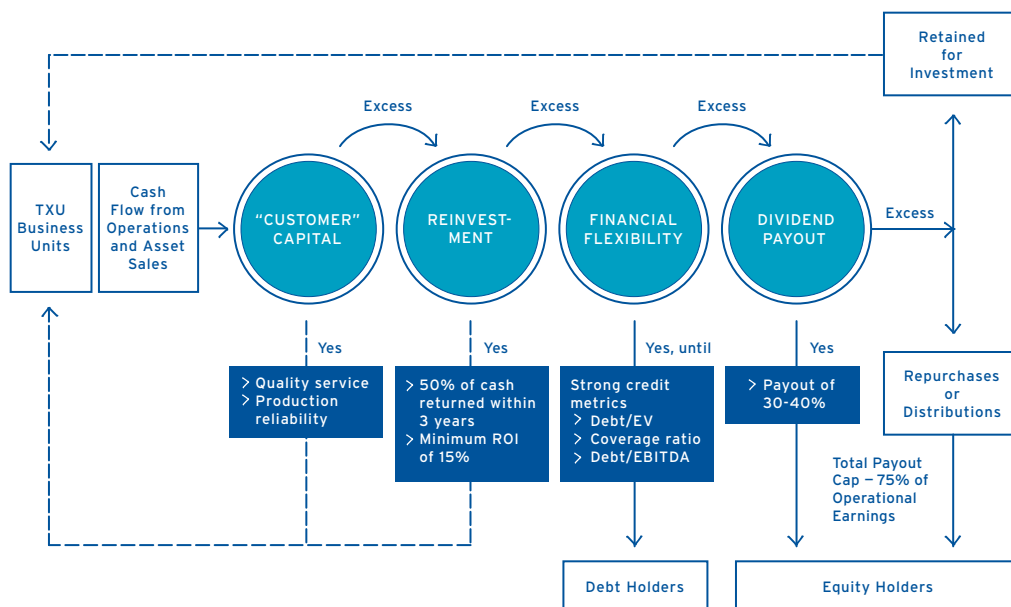 Retained
for
Investment
Excess
Excess
Excess
TXU
Business
Units
Cash
Flow from
Operations
and Asset
Sales
“CUSTOMER”
CAPITAL
REINVEST-
MENT
FINANCIAL
FLEXIBILITY
DIVIDEND
PAYOUT
Excess
Yes
> Quality service
> Production
reliability
Yes
> 50% of cash
returned within
3 years
> Minimum ROI
of 15%
Yes, until
Strong credit
metrics
> Debt/EV
> Coverage ratio
> Debt/EBITDA
Yes
> Payout of
30-40%
Repurchases
or
Distributions
Total Payout
Cap – 75% of
Operational
Earnings
Debt Holders
Equity Holders